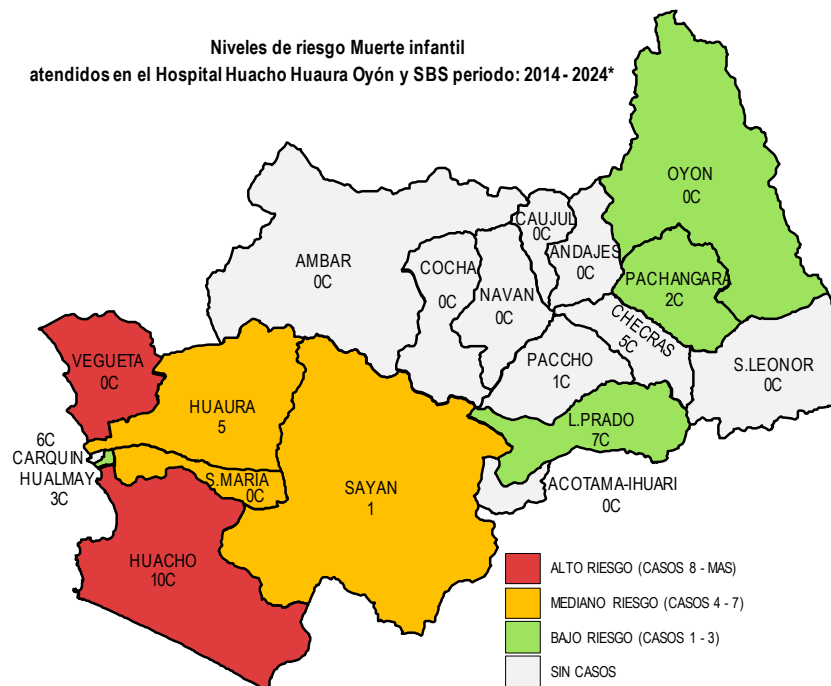 Niveles de riesgo Muerte infantil
atendidos en el Hospital Huacho Huaura Oyón y SBS periodo: 2014 - 2024*
OYON
0C
CAUJUL
0C
ANDAJES
0C
AMBAR
0C
COCHA
0C
NAVAN
0C
PACHANGARA
2C
CHECRAS
5C
S.LEONOR
0C
PACCHO
1C
VEGUETA
0C
HUAURA
5
L.PRADO
7C
6C
CARQUIN
HUALMAY
3C
S.MARIA
0C
SAYAN
1
ACOTAMA-IHUARI
0C
HUACHO
10C
ALTO RIESGO (CASOS 8 - MAS)
MEDIANO RIESGO (CASOS 4 - 7)
BAJO RIESGO (CASOS 1 - 3)
SIN CASOS